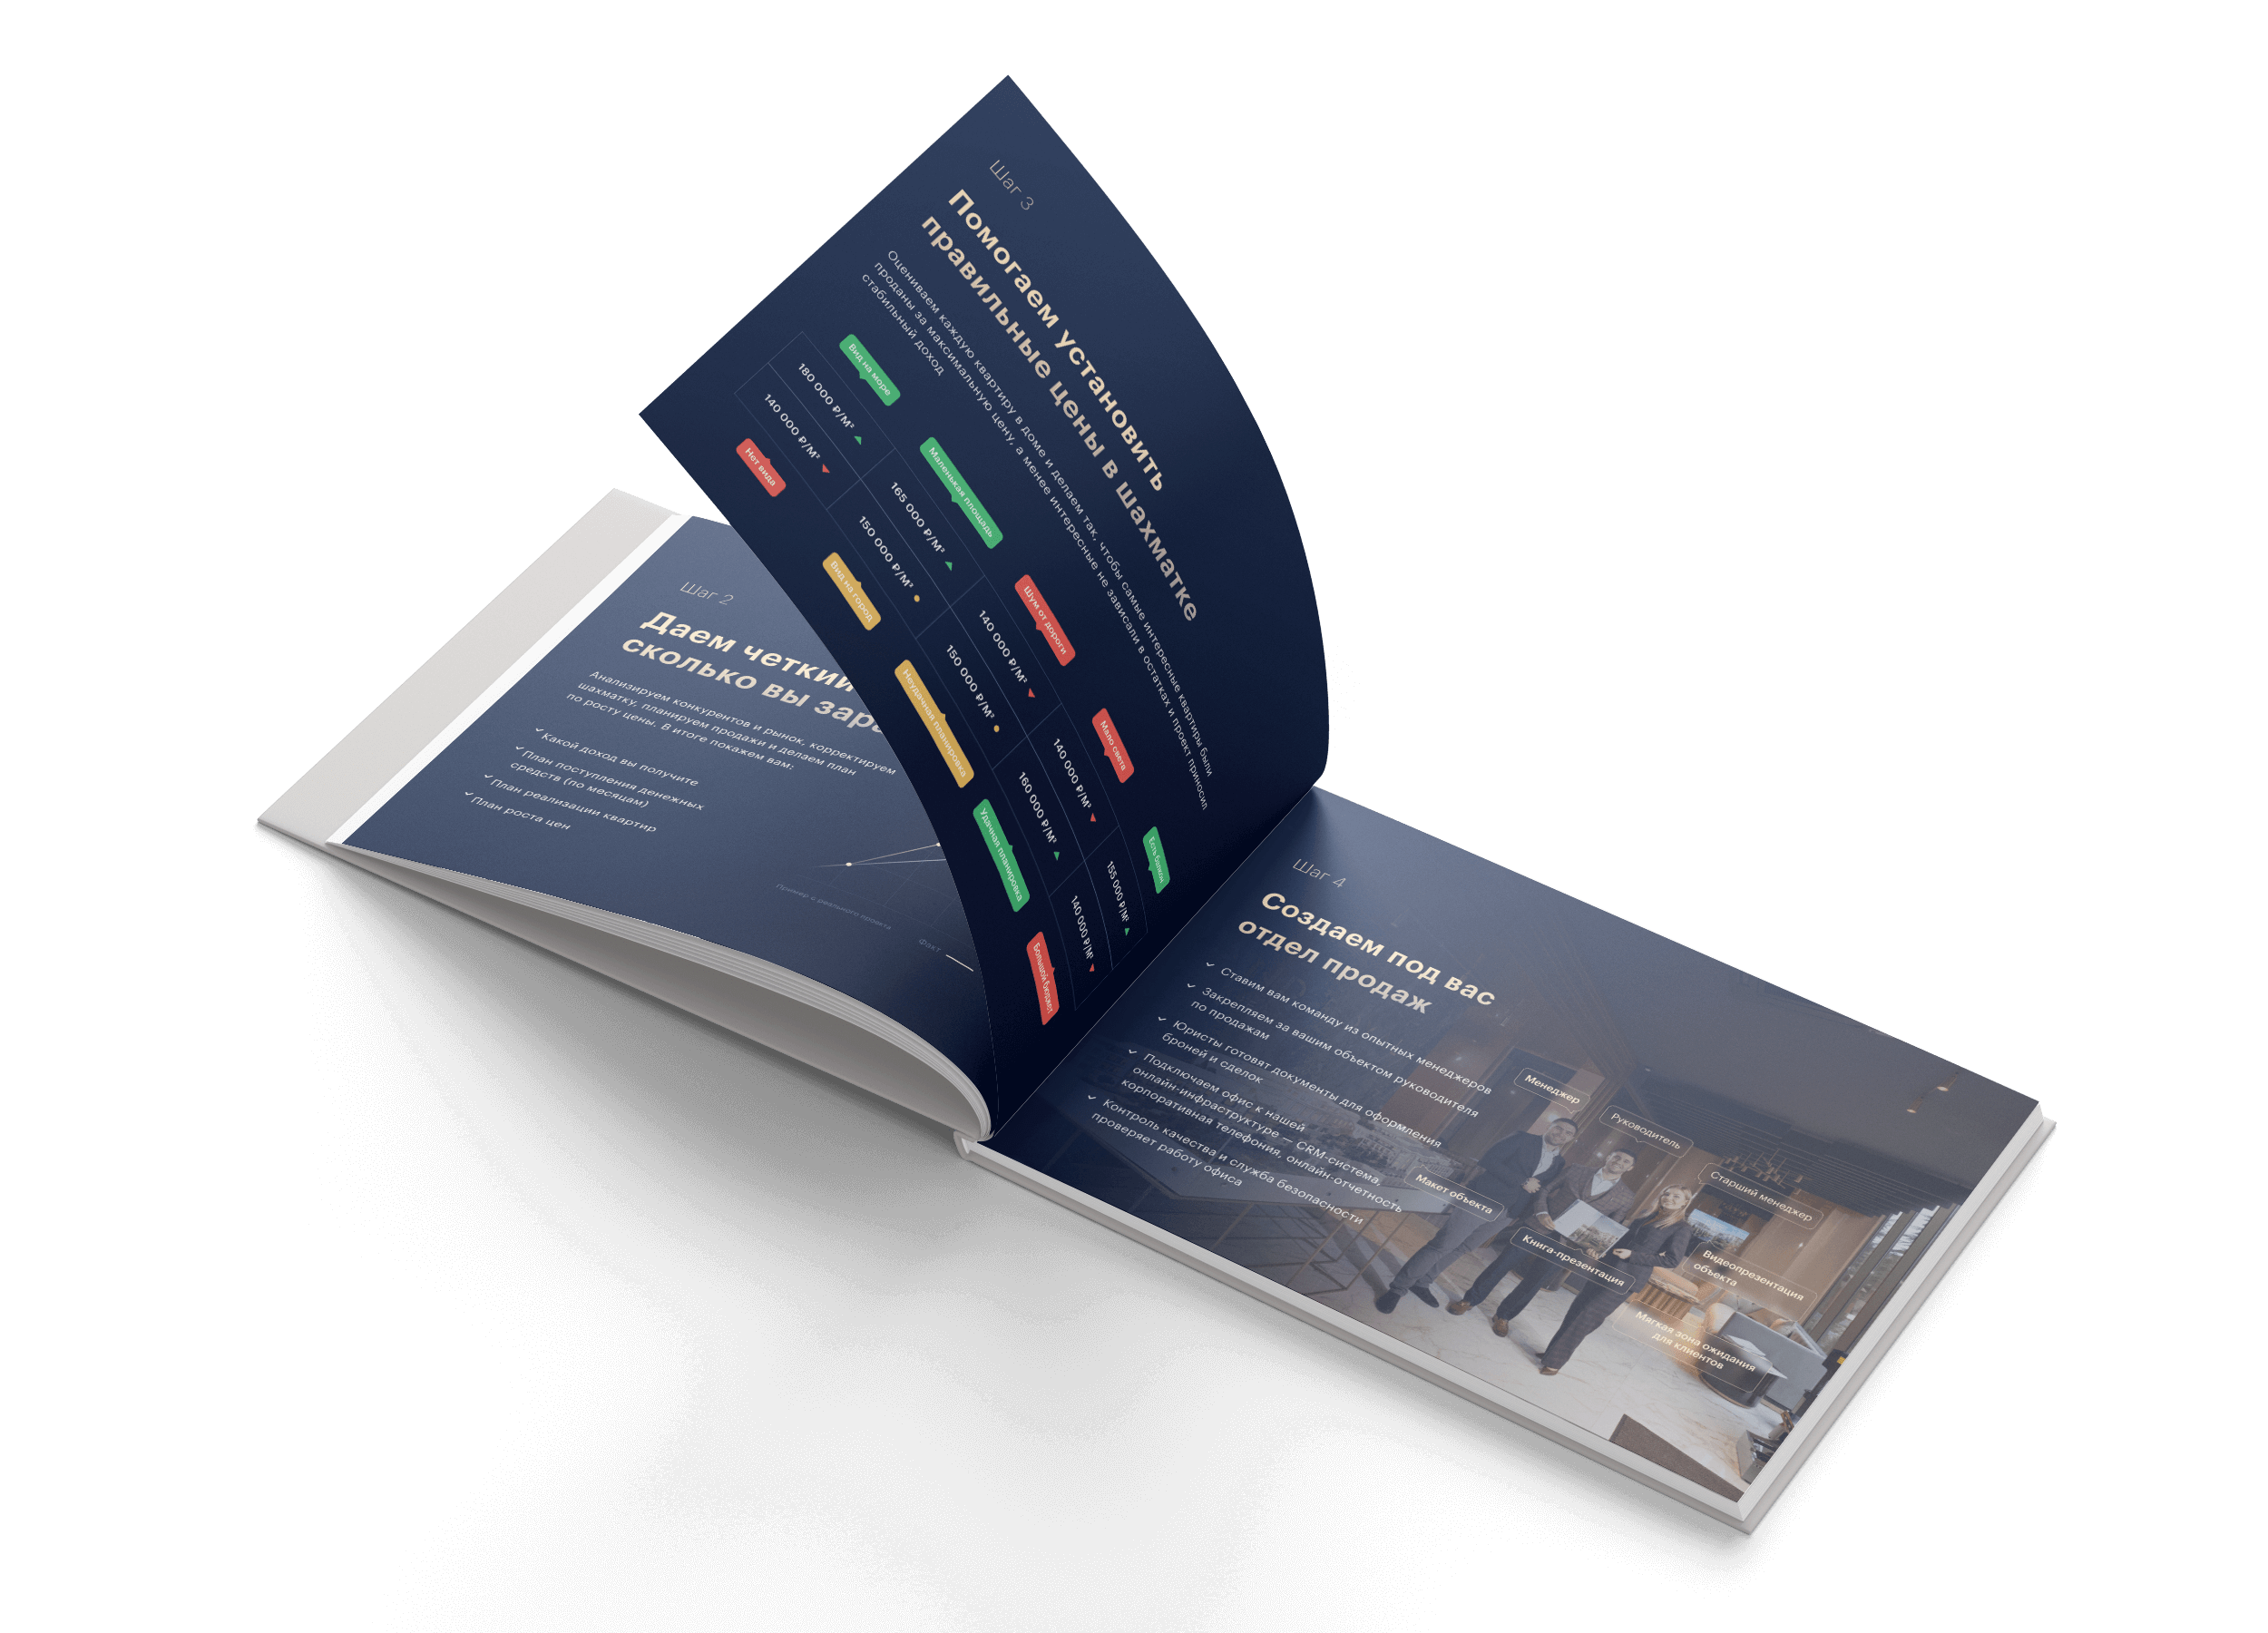 Шаг 2
Даем четкий
сколько вы зара
Анализируем конкурентов и рынок, корректируем
шахматку, планируем продажи и делаем план
по росту цены. В итоге покажем вам:
Какой доход вы получите
План поступления денежных
средств (по месяцам)
План реализации квартир
План роста цен
Пример с реального проекта
Факт
Шаг 3
Помогаем установить
правильные цены в шахматке
Оцениваем каждую квартиру в доме и делаем так, чтобы самые интересные квартиры были
проданы за максимальную цену, а менее интересные не зависали в остатках и проект приносил
стабильный доход
Вид на море
Маленькая площадь
Шум от дороги
Мало света
Есть балкон
180 000 ₽/М²
165 000 ₽/М²
140 000 ₽/М²
140 000 ₽/М²
155 000 ₽/М²
140 000 ₽/М²
150 000 ₽/М²
150 000 ₽/М²
160 000 ₽/М²
140 000 ₽/М²
Нет вида
Вид на город
Неудачная планировка
Удачная планировка
Большой бюджет
Шаг 4
Создаем под вас
отдел продаж
Ставим вам команду из опытных менеджеров
Закрепляем за вашим объектом руководителя
по продажам
Юристы готовят документы для оформления
броней и сделок
Подключаем офис к нашей
онлайн-инфраструктуре — CRM-система,
корпоративная телефония, онлайн-отчетность
Контроль качества и служба безопасности
проверяет работу офиса
Менеджер
Руководитель
Старший менеджер
Макет объекта
Книга-презентация
Видеопрезентация
объекта
Мягкая зона ожидания
для клиентов